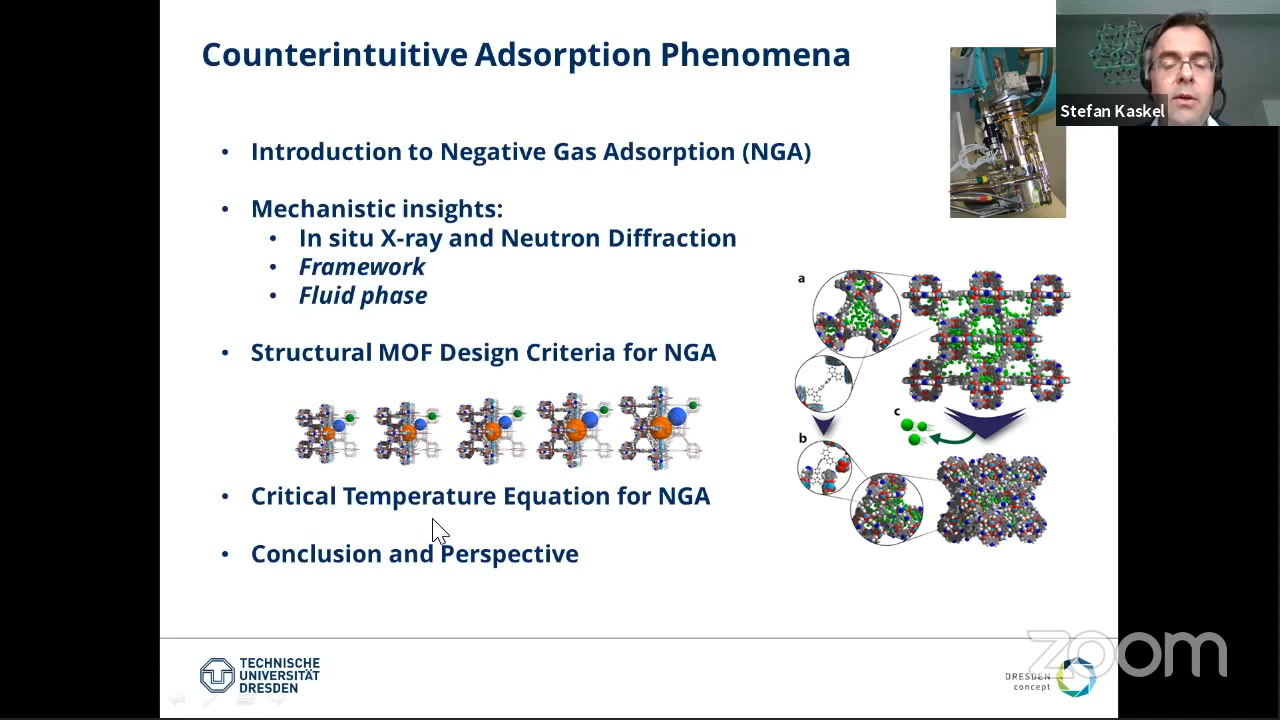 Counterintuitive Adsorption Phenomena
Stefan Kaskel
• Introduction to Negative Gas Adsorption (NGA)
• Mechanistic insights:
• In situ X-ray and Neutron Diffraction
• Framework
• Fluid phase
• Structural MOF Design Criteria for NGA
a
c
b
• Critical Temperature Equation for NGA
• Conclusion and Perspective
TECHNISCHE
UNIVERSITÄT
DRESDEN
DRESDEN
concept
zoom